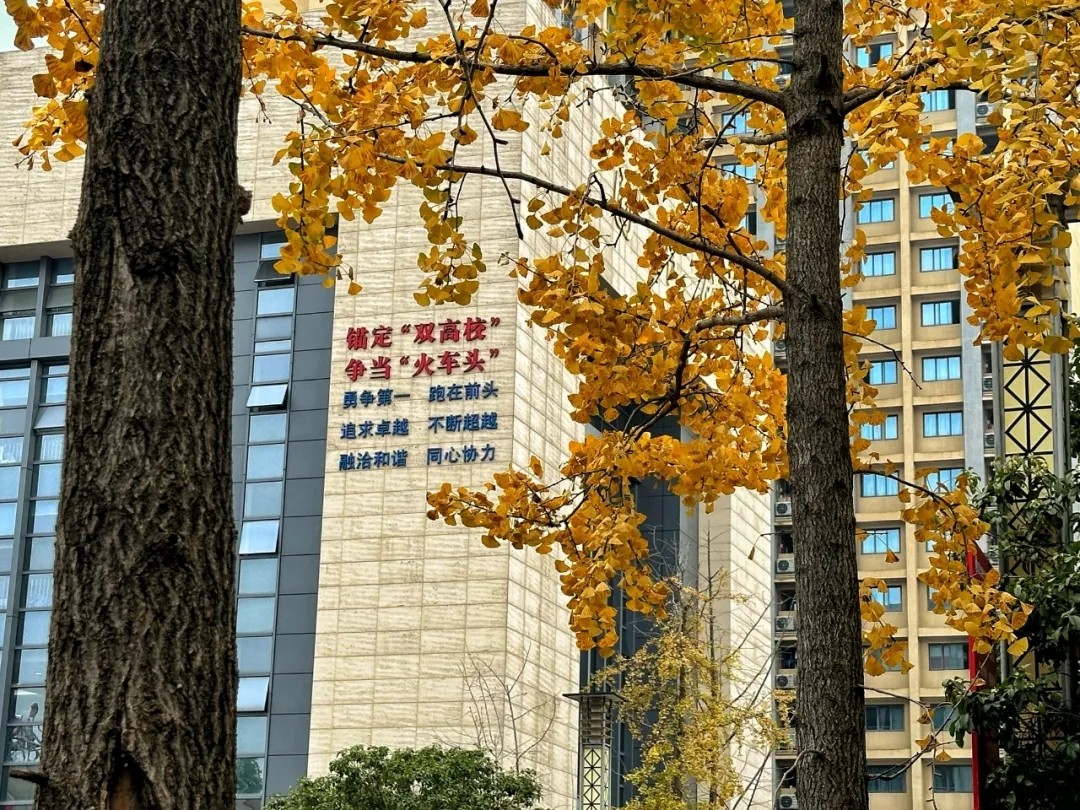 锚定“双高校”
争当“火车头”
勇争第一 跑在前头
追求卓越 不断超越
融洽和谐 同心协力